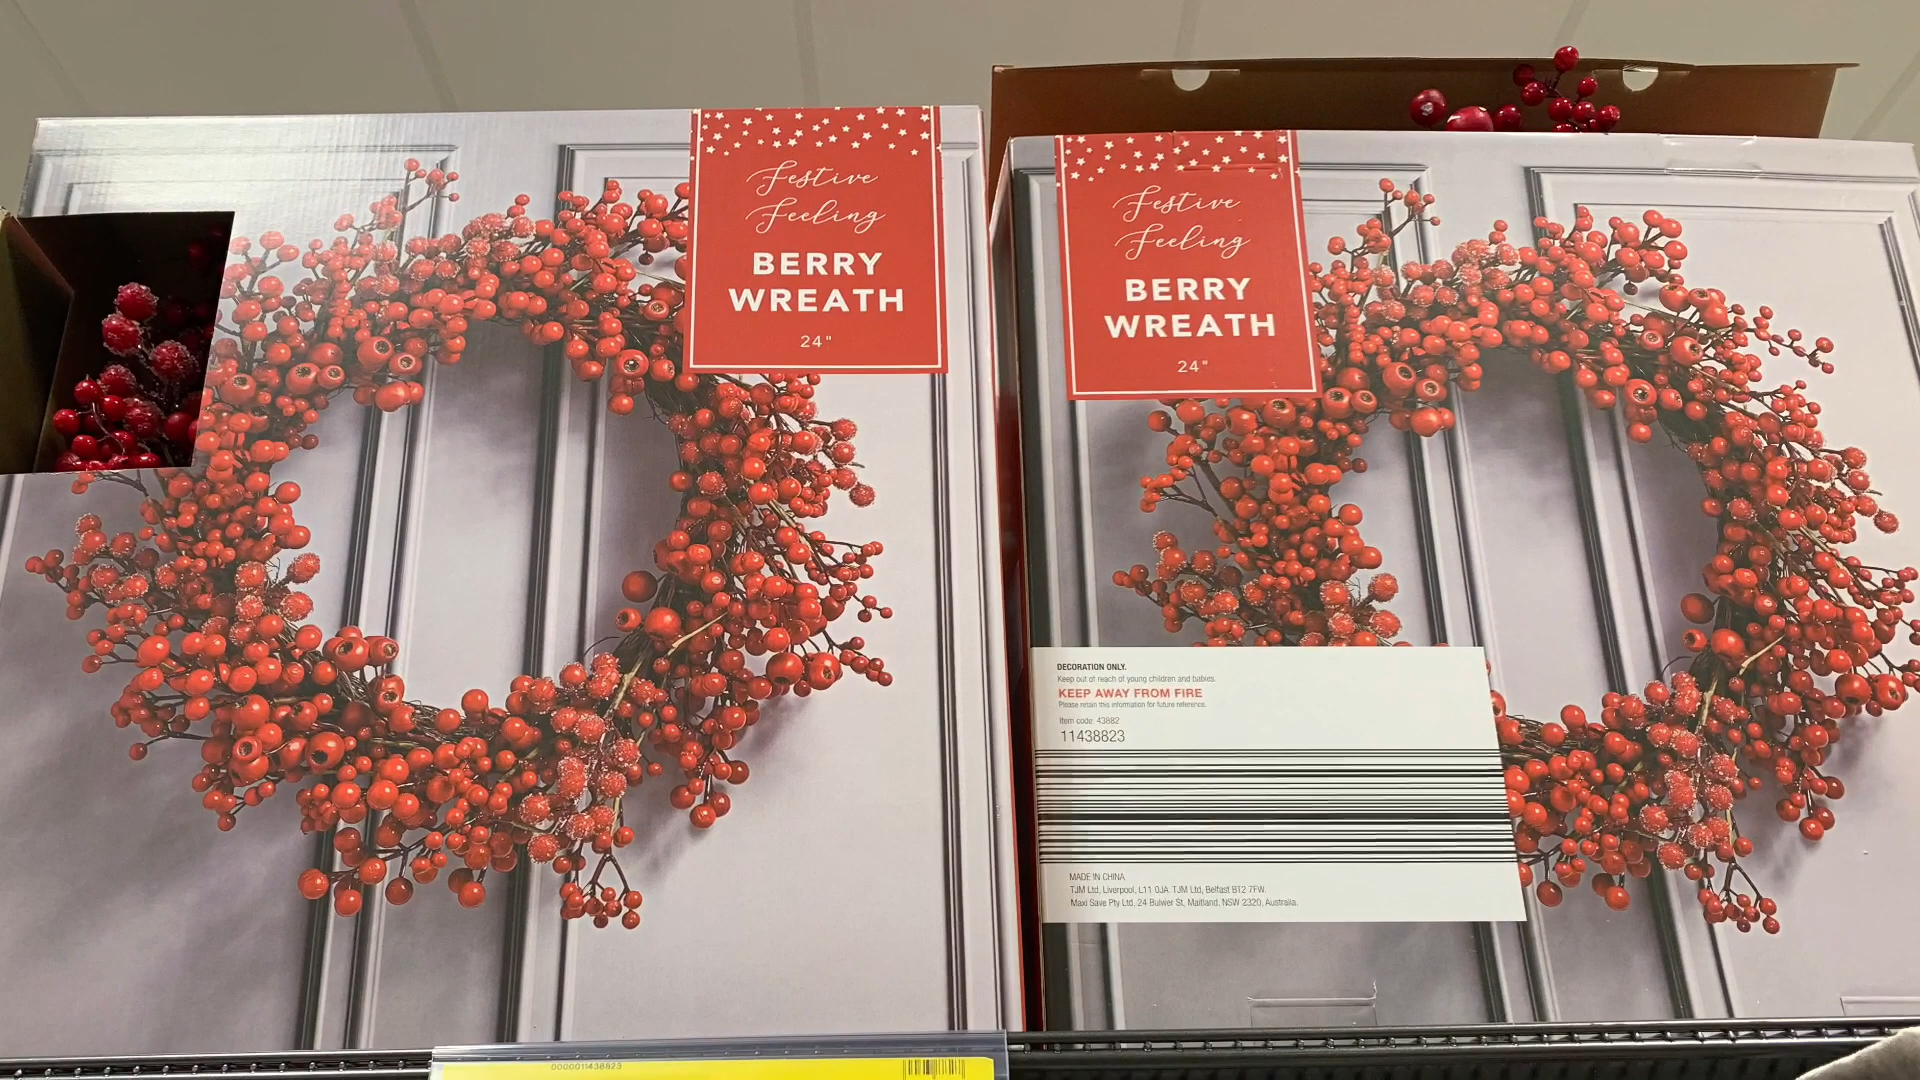 Festive
Feeling
BERRY
WREATH
24"
Festive
Feeling
BERRY
WREATH
24"
DECORATION ONLY.
Keep out of reach of young children and babies.
KEEP AWAY FROM FIRE
Please retain this information for future reference.
Item code: 43882
11438823
MADE IN CHINA
TJM Ltd, Liverpool, L11 0JA. TJM Ltd, Belfast BT2 7FW.
Maxi Save Pty Ltd, 24 Bulwer St, Maitland, NSW 2320, Australia.
0000011438823